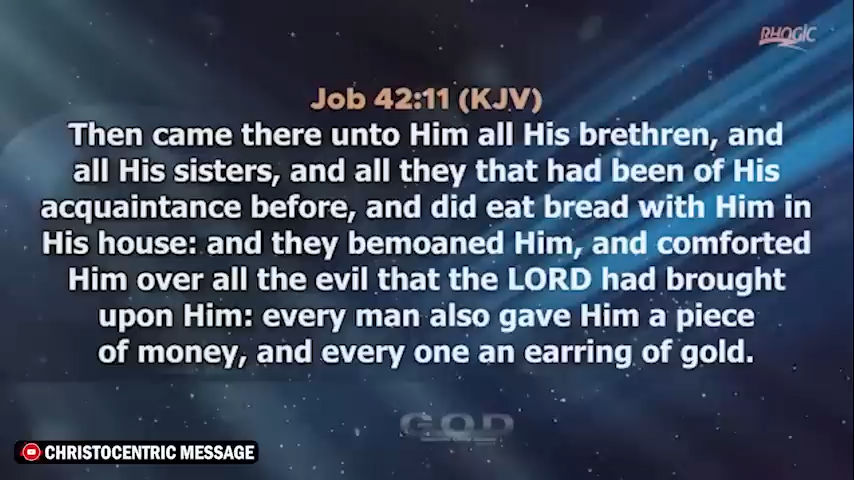 RHOGIC
Job 42:11 (KJV)
Then came there unto Him all His brethren, and
all His sisters, and all they that had been of His
acquaintance before, and did eat bread with Him in
His house: and they bemoaned Him, and comforted
Him over all the evil that the LORD had brought
upon Him: every man also gave Him a piece
of money, and every one an earring of gold.
G.O.D
CHRISTOCENTRIC MESSAGE